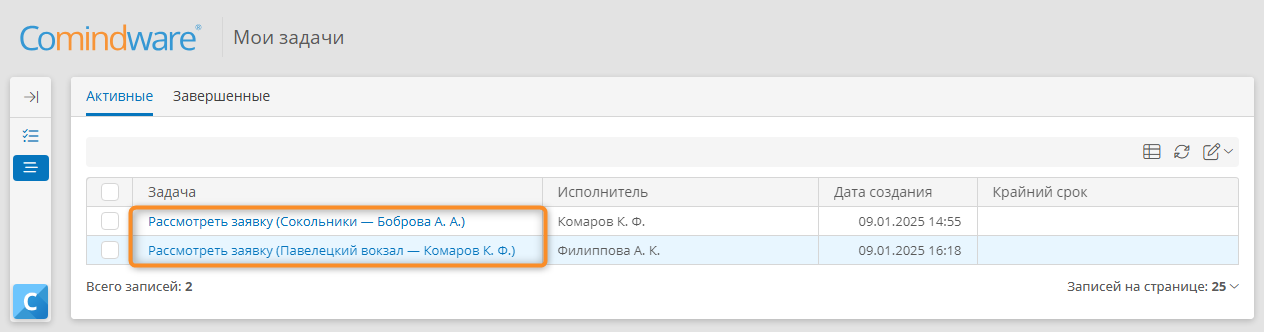 Comindware®
Мои задачи
Активные Завершенные
Задача Исполнитель Дата создания Крайний срок
Рассмотреть заявку (Сокольники — Боброва А. А.) Комаров К. Ф. 09.01.2025 14:55
Рассмотреть заявку (Павелецкий вокзал — Комаров К. Ф.) Филиппова А. К. 09.01.2025 16:18
Всего записей: 2 Записей на странице: 25
C